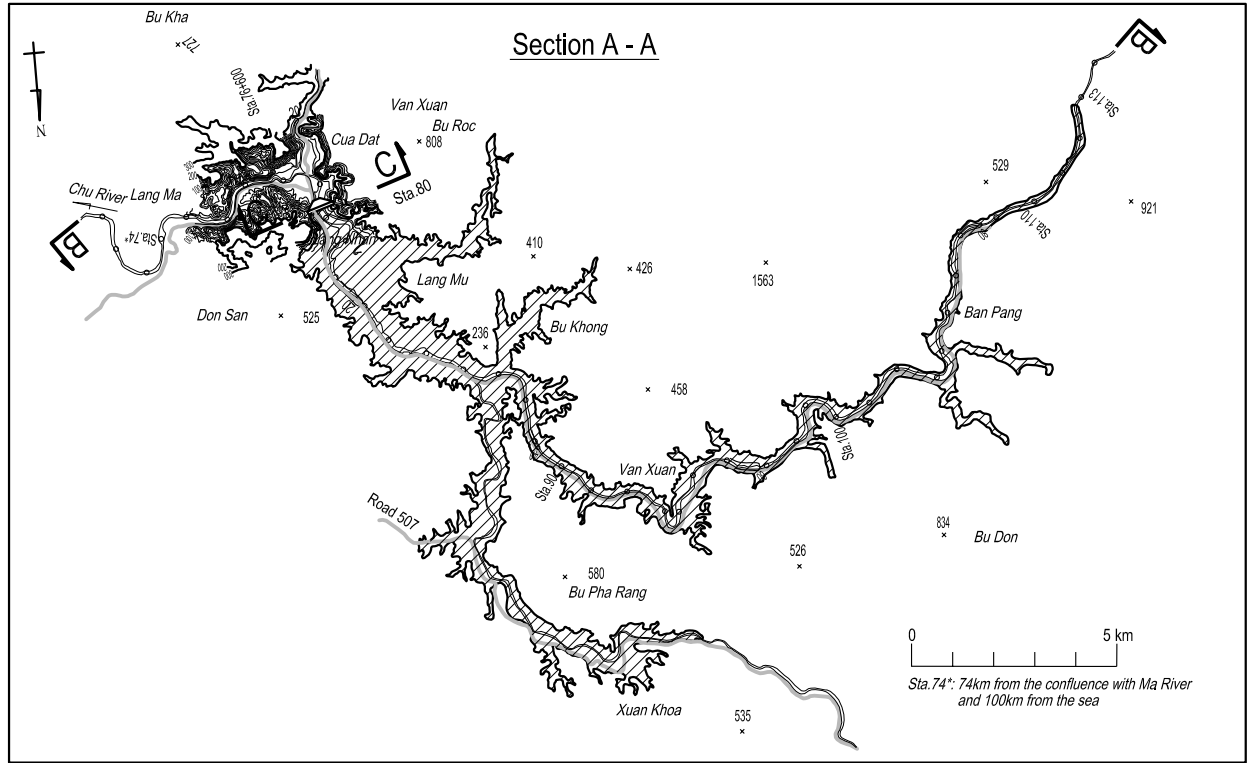 Section A - A
Bu Kha
727
Sta.76+600
20
Van Xuan
Bu Roc
808
B
Sta.113
N
Cua Dat
C
Sta.80
Chu River
Lang Ma
B
Sta.74*
200
529
921
Sta.110
410
426
1563
Lang Mu
Don San
525
20
236
Bu Khong
Ban Pang
458
Sta.100
Van Xuan
Sta.90
Road 507
834
Bu Don
526
580
Bu Pha Rang
0 5 km
Sta.74*: 74km from the confluence with Ma River
and 100km from the sea
Xuan Khoa
535